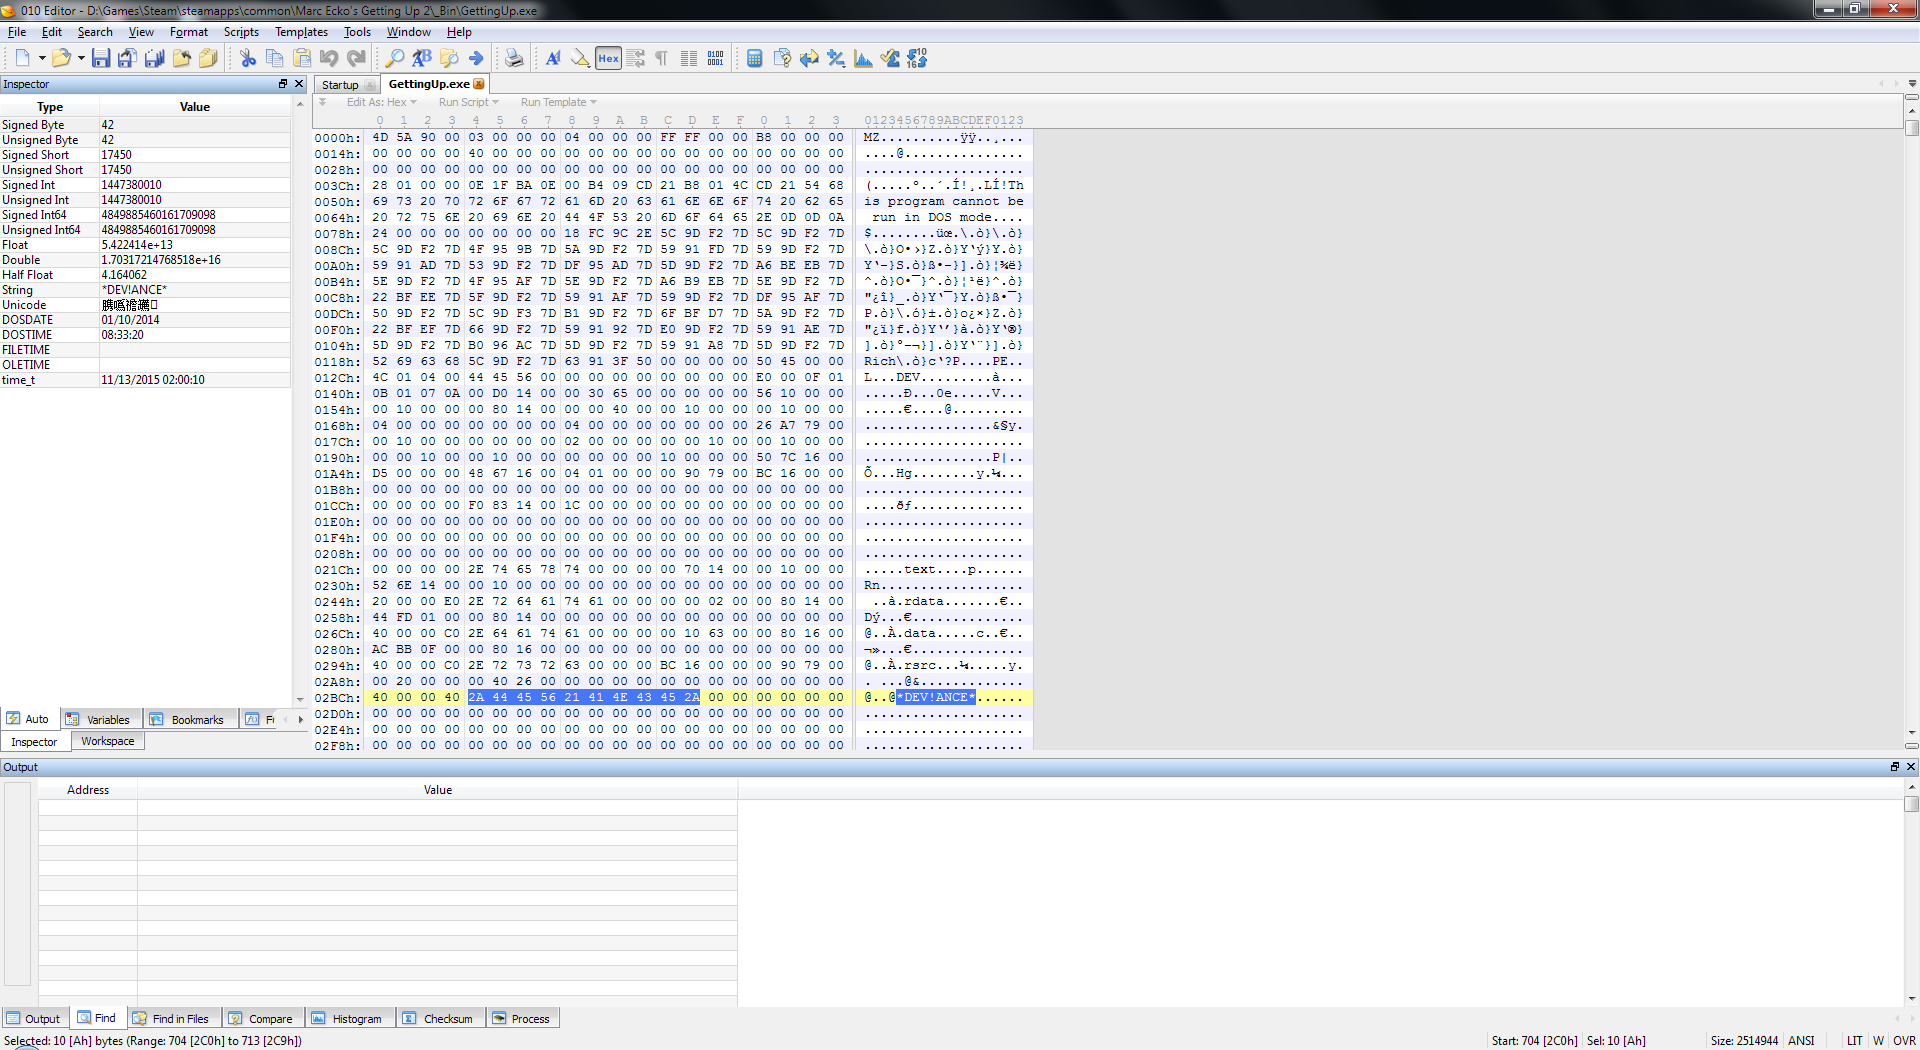 010 Editor - D:\Games\Steam\steamapps\common\Marc Ecko's Getting Up 2\_Bin\GettingUp.exe
File Edit Search View Format Scripts Templates Tools Window Help
Inspector
Type Value
Signed Byte 42
Unsigned Byte 42
Signed Short 17450
Unsigned Short 17450
Signed Int 1447380010
Unsigned Int 1447380010
Signed Int64 4849885460161709098
Unsigned Int64 4849885460161709098
Float 5.422414e+13
Double 1.70317214768518e+16
Half Float 4.164062
String *DEV!ANCE*
Unicode
DOSDATE 01/10/2014
DOSTIME 08:33:20
FILETIME
OLETIME
time_t 11/13/2015 02:00:10
Auto Variables Bookmarks
Inspector Workspace
Startup GettingUp.exe
Edit As: Hex Run Script Run Template
0 1 2 3 4 5 6 7 8 9 A B C D E F 0 1 2 3 0123456789ABCDEF0123
0000h: 4D 5A 90 00 03 00 00 00 04 00 00 00 FF FF 00 00 B8 00 00 00 MZ..........ÿÿ..¸...
0014h: 00 00 00 00 40 00 00 00 00 00 00 00 00 00 00 00 00 00 00 00 ....@...............
0028h: 00 00 00 00 00 00 00 00 00 00 00 00 00 00 00 00 00 00 00 00 ....................
003Ch: 28 01 00 00 0E 1F BA 0E 00 B4 09 CD 21 B8 01 4C CD 21 54 68 (.....º..´.Í!¸.LÍ!Th
0050h: 69 73 20 70 72 6F 67 72 61 6D 20 63 61 6E 6E 6F 74 20 62 65 is program cannot be
0064h: 20 72 75 6E 20 69 6E 20 44 4F 53 20 6D 6F 64 65 2E 0D 0D 0A run in DOS mode....
0078h: 24 00 00 00 00 00 00 00 18 FC 9C 2E 5C 9D F2 7D 5C 9D F2 7D $........üœ.\.ò}\.ò}
008Ch: 5C 9D F2 7D 4F 95 9B 7D 5A 9D F2 7D 59 91 FD 7D 59 9D F2 7D \.ò}O•›}Z.ò}Y‘ý}Y.ò}
00A0h: 59 91 AD 7D 53 9D F2 7D DF 95 AD 7D 5D 9D F2 7D A6 BE EB 7D Y‘-}S.ò}ß•-}].ò}¦¾ë}
00B4h: 5E 9D F2 7D 4F 95 AF 7D 5E 9D F2 7D A6 B9 EB 7D 5E 9D F2 7D ^.ò}O•¯}^.ò}¦¹ë}^.ò}
00C8h: 22 BF EE 7D 5F 9D F2 7D 59 91 AF 7D 59 9D F2 7D DF 95 AF 7D "¿î}_.ò}Y‘¯}Y.ò}ß•¯}
00DCh: 50 9D F2 7D 5C 9D F3 7D B1 9D F2 7D 6F BF D7 7D 5A 9D F2 7D P.ò}\.ó}±.ò}o¿×}Z.ò}
00F0h: 22 BF EF 7D 66 9D F2 7D 59 91 92 7D E0 9D F2 7D 59 91 AE 7D "¿ï}f.ò}Y‘’}à.ò}Y‘®}
0104h: 5D 9D F2 7D B0 96 AC 7D 5D 9D F2 7D 59 91 A8 7D 5D 9D F2 7D ].ò}°–¬}].ò}Y‘¨}].ò}
0118h: 52 69 63 68 5C 9D F2 7D 63 91 3F 50 00 00 00 00 50 45 00 00 Rich\.ò}c‘?P....PE..
012Ch: 4C 01 04 00 44 45 56 00 00 00 00 00 00 00 00 00 E0 00 0F 01 L...DEV.........à...
0140h: 0B 01 07 0A 00 D0 14 00 00 30 65 00 00 00 00 00 56 10 00 00 .....Ð...0e.....V...
0154h: 00 10 00 00 00 80 14 00 00 00 40 00 00 10 00 00 00 10 00 00 .....€....@.........
0168h: 04 00 00 00 00 00 00 00 04 00 00 00 00 00 00 00 26 A7 79 00 ................&§y.
017Ch: 00 10 00 00 00 00 00 00 02 00 00 00 00 00 10 00 00 10 00 00 ....................
0190h: 00 00 10 00 00 10 00 00 00 00 00 00 10 00 00 00 50 7C 16 00 ................P|..
01A4h: D5 00 00 00 48 67 16 00 04 01 00 00 00 90 79 00 BC 16 00 00 Õ...Hg........y.¼...
01B8h: 00 00 00 00 00 00 00 00 00 00 00 00 00 00 00 00 00 00 00 00 ....................
01CCh: 00 00 00 00 F0 83 14 00 1C 00 00 00 00 00 00 00 00 00 00 00 ....ðƒ..............
01E0h: 00 00 00 00 00 00 00 00 00 00 00 00 00 00 00 00 00 00 00 00 ....................
01F4h: 00 00 00 00 00 00 00 00 00 00 00 00 00 00 00 00 00 00 00 00 ....................
0208h: 00 00 00 00 00 00 00 00 00 00 00 00 00 00 00 00 00 00 00 00 ....................
021Ch: 00 00 00 00 2E 74 65 78 74 00 00 00 00 70 14 00 00 10 00 00 .....text....p......
0230h: 52 6E 14 00 00 10 00 00 00 00 00 00 00 00 00 00 00 00 00 00 Rn..................
0244h: 20 00 00 E0 2E 72 64 61 74 61 00 00 00 00 02 00 00 80 14 00 ..à.rdata.......€..
0258h: 44 FD 01 00 00 80 14 00 00 00 00 00 00 00 00 00 00 00 00 00 Dý...€..............
026Ch: 40 00 00 C0 2E 64 61 74 61 00 00 00 00 10 63 00 00 80 16 00 @..À.data.....c..€..
0280h: AC BB 0F 00 00 80 16 00 00 00 00 00 00 00 00 00 00 00 00 00 ¬»...€..............
0294h: 40 00 00 C0 2E 72 73 72 63 00 00 00 BC 16 00 00 00 90 79 00 @..À.rsrc...¼.....y.
02A8h: 00 20 00 00 00 40 26 00 00 00 00 00 00 00 00 00 00 00 00 00 . ...@&.............
02BCh: 40 00 00 40 2A 44 45 56 21 41 4E 43 45 2A 00 00 00 00 00 00 @..@*DEV!ANCE*......
02D0h: 00 00 00 00 00 00 00 00 00 00 00 00 00 00 00 00 00 00 00 00 ....................
02E4h: 00 00 00 00 00 00 00 00 00 00 00 00 00 00 00 00 00 00 00 00 ....................
02F8h: 00 00 00 00 00 00 00 00 00 00 00 00 00 00 00 00 00 00 00 00 ....................
Output
Address Value
Output Find Find in Files Compare Histogram Checksum Process
Selected: 10 [Ah] bytes (Range: 704 [2C0h] to 713 [2C9h]) Start: 704 [2C0h] Sel: 10 [Ah] Size: 2514944 ANSI LIT W OVR